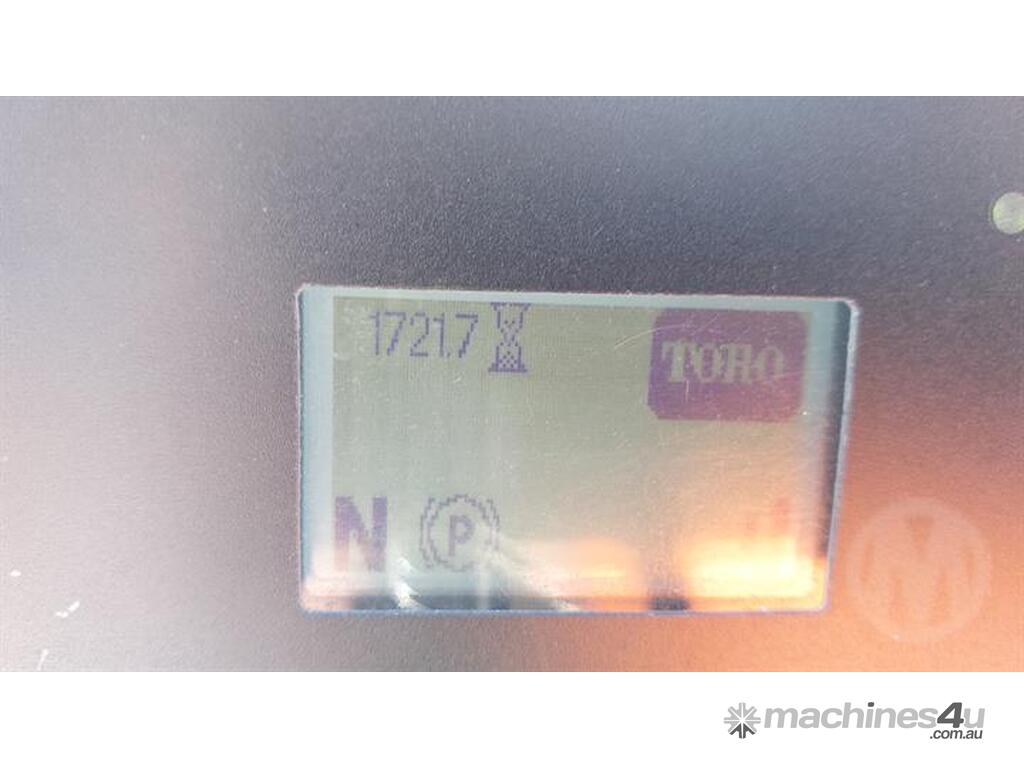 1721.7
TORO
N (P)
M
machines4u
.com.au